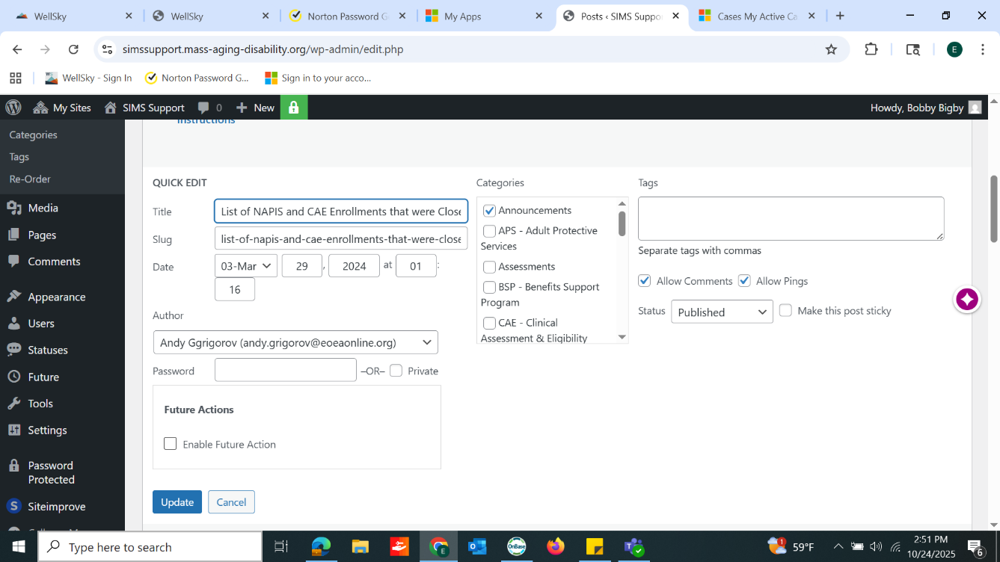 WellSky
WellSky
Norton Password G
My Apps
Posts ‹ SIMS Suppo
Cases My Active Ca
simssupport.mass-aging-disability.org/wp-admin/edit.php
E
WellSky - Sign In
Norton Password G...
Sign in to your acco...
My Sites
SIMS Support
0
New
Howdy, Bobby Bigby
Instructions
Categories
Tags
Re-Order
Media
Pages
Comments
Appearance
Users
Statuses
Future
Tools
Settings
Password
Protected
Siteimprove
QUICK EDIT
Title
List of NAPIS and CAE Enrollments that were Close
Slug
list-of-napis-and-cae-enrollments-that-were-close
Date
03-Mar
29
,
2024
at
01
:
16
Author
Andy Ggrigorov (andy.grigorov@eoeaonline.org)
Password
–OR–
Private
Future Actions
Enable Future Action
Update
Cancel
Categories
Announcements
APS - Adult Protective
Services
Assessments
BSP - Benefits Support
Program
CAE - Clinical
Assessment & Eligibility
Tags
Separate tags with commas
Allow Comments
Allow Pings
Status
Published
Make this post sticky
Type here to search
OnBase
1
59°F
2:51 PM
10/24/2025
6